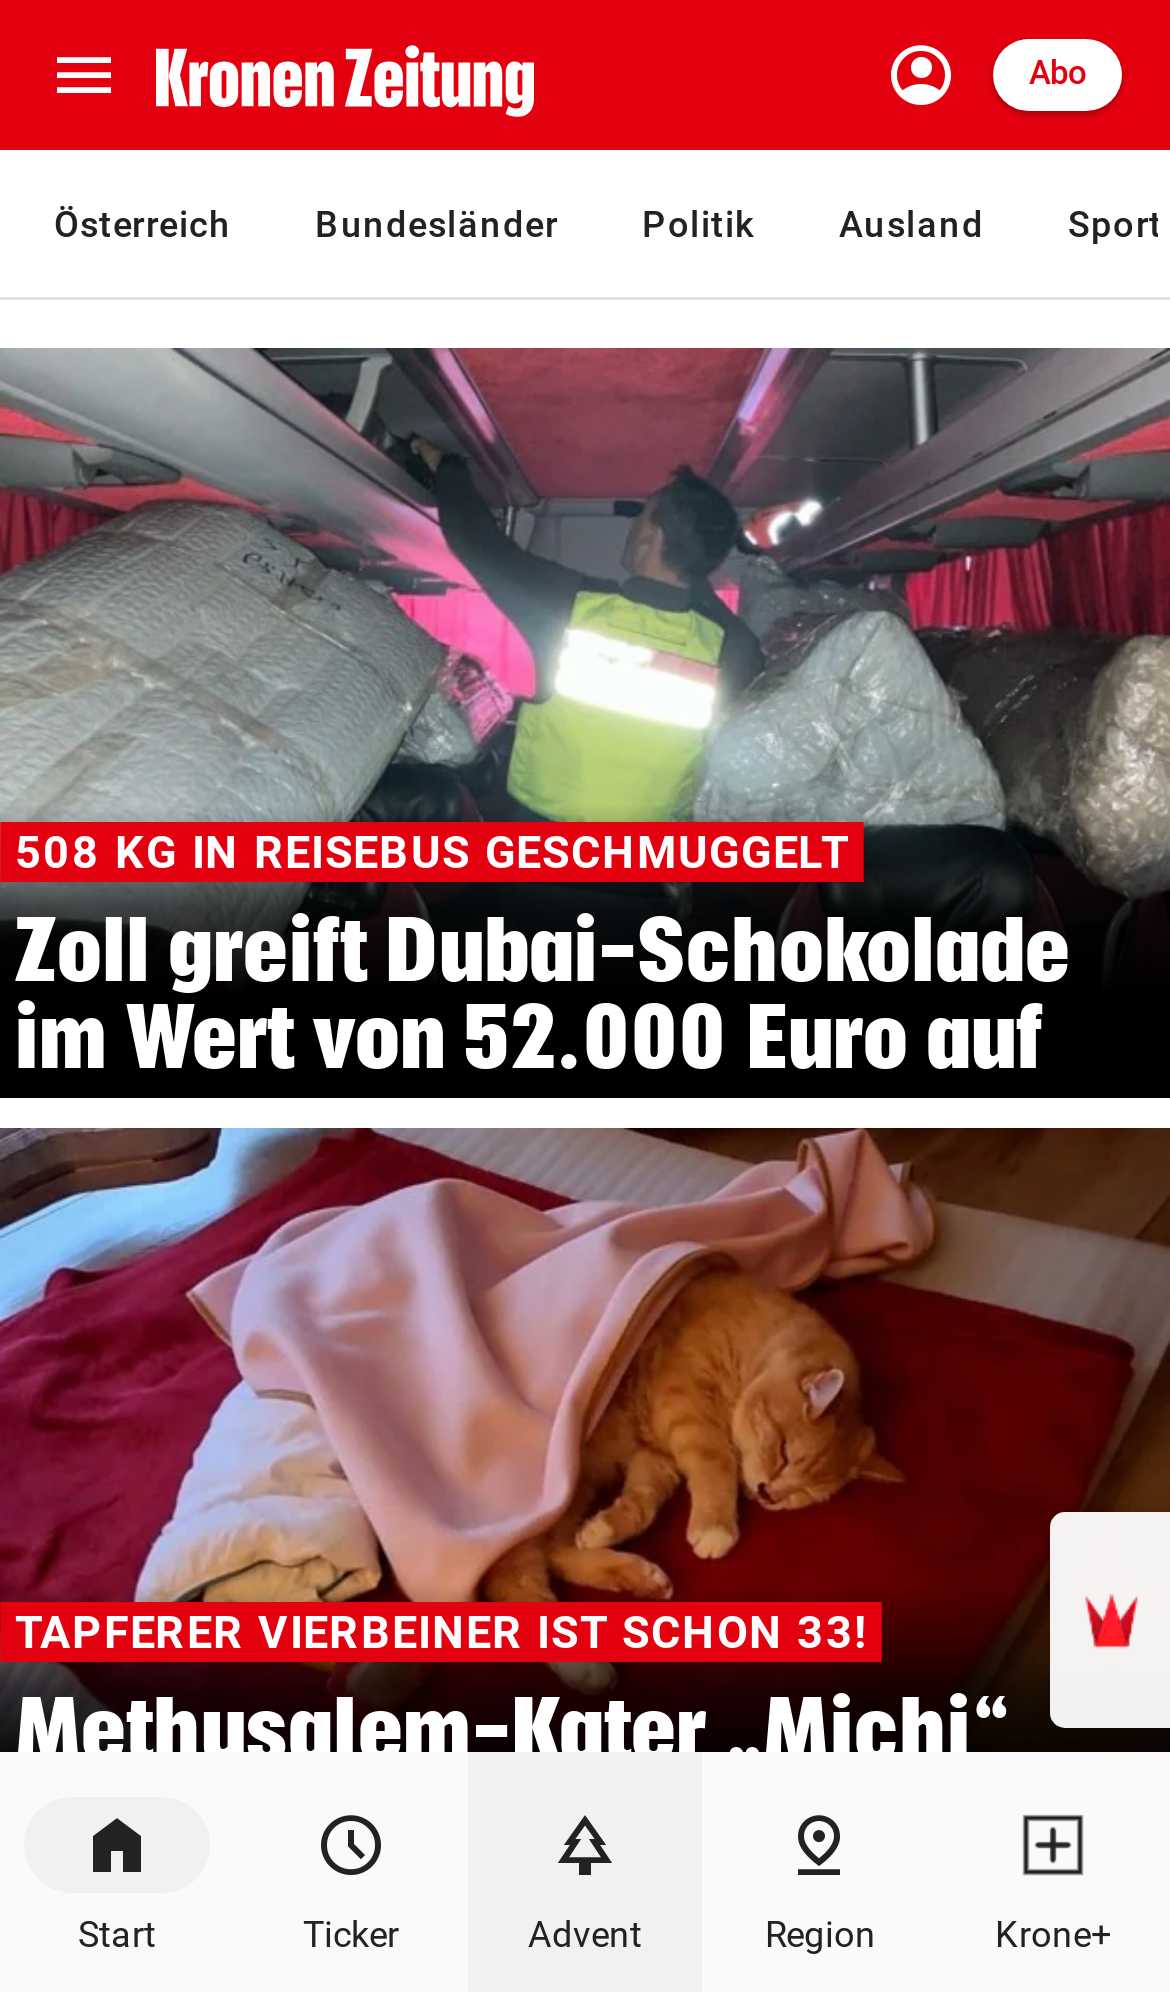 Kronen Zeitung
Abo
Österreich Bundesländer Politik Ausland Sport
508 KG IN REISEBUS GESCHMUGGELT
Zoll greift Dubai-Schokolade
im Wert von 52.000 Euro auf
TAPFERER VIERBEINER IST SCHON 33!
Methusalem-Kater „Michi“
Start Ticker Advent Region Krone+